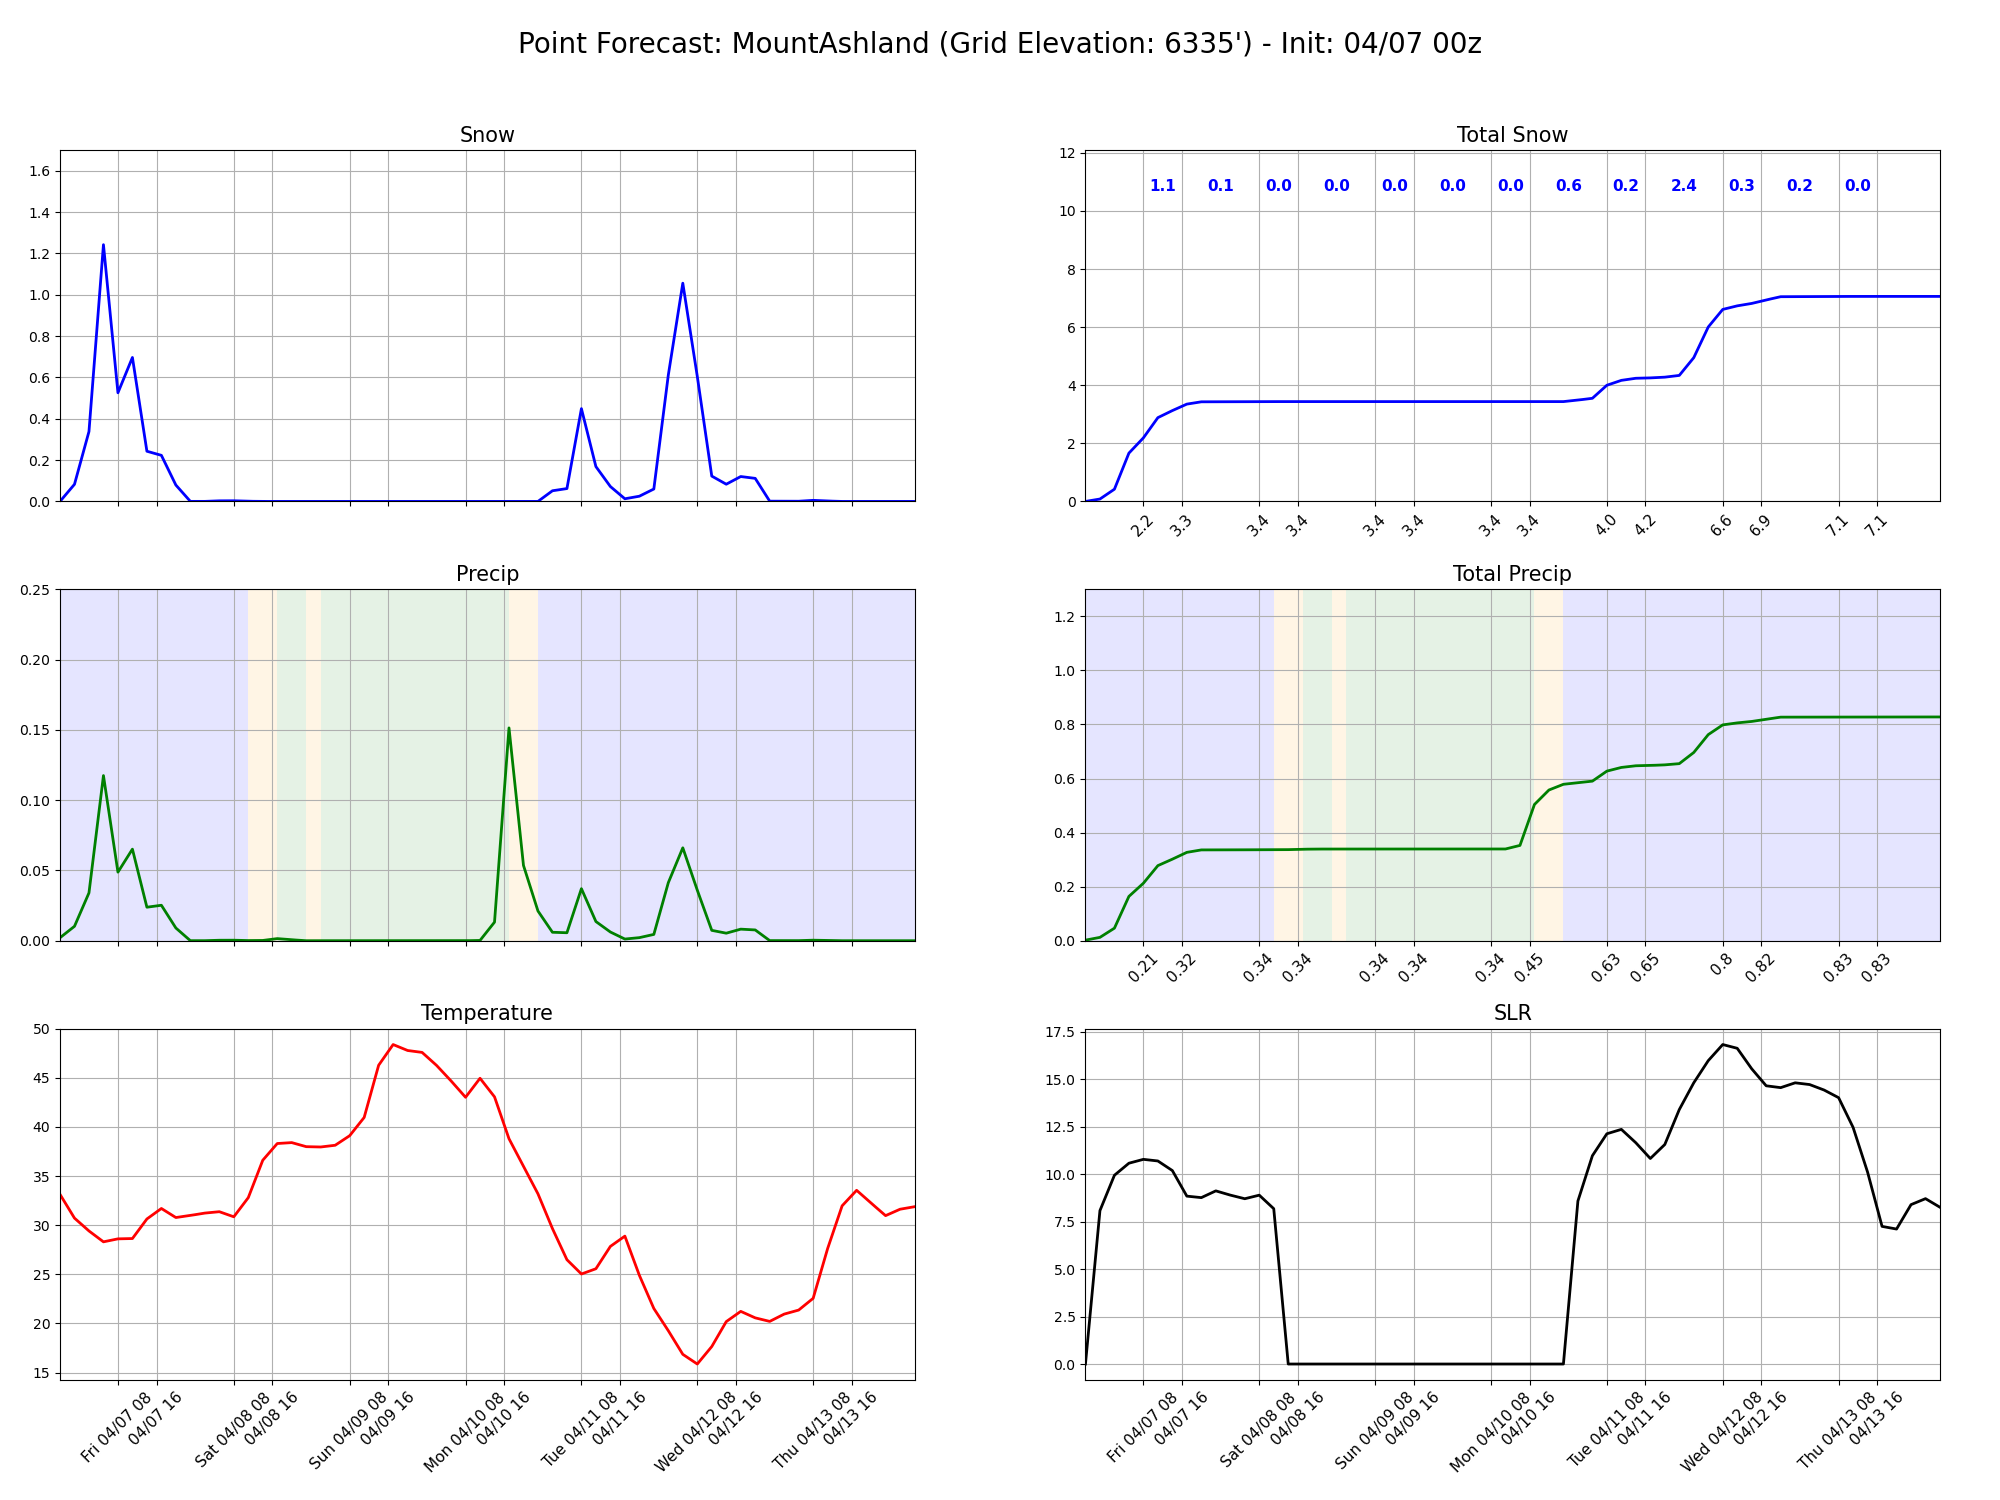 Point Forecast: MountAshland (Grid Elevation: 6335') - Init: 04/07 00z
Snow
1.6
1.4
1.2
1.0
0.8
0.6
0.4
0.2
0.0
Total Snow
12
10
8
6
4
2
0
1.1 0.1 0.0 0.0 0.0 0.0 0.0 0.6 0.2 2.4 0.3 0.2 0.0
2.2 3.3 3.4 3.4 3.4 3.4 3.4 3.4 4.0 4.2 6.6 6.9 7.1 7.1
Precip
0.25
0.20
0.15
0.10
0.05
0.00
Total Precip
1.2
1.0
0.8
0.6
0.4
0.2
0.0
0.21 0.32 0.34 0.34 0.34 0.34 0.34 0.45 0.63 0.65 0.8 0.82 0.83 0.83
Temperature
50
45
40
35
30
25
20
15
Fri 04/07 08
04/07 16
Sat 04/08 08
04/08 16
Sun 04/09 08
04/09 16
Mon 04/10 08
04/10 16
Tue 04/11 08
04/11 16
Wed 04/12 08
04/12 16
Thu 04/13 08
04/13 16
SLR
17.5
15.0
12.5
10.0
7.5
5.0
2.5
0.0
Fri 04/07 08
04/07 16
Sat 04/08 08
04/08 16
Sun 04/09 08
04/09 16
Mon 04/10 08
04/10 16
Tue 04/11 08
04/11 16
Wed 04/12 08
04/12 16
Thu 04/13 08
04/13 16